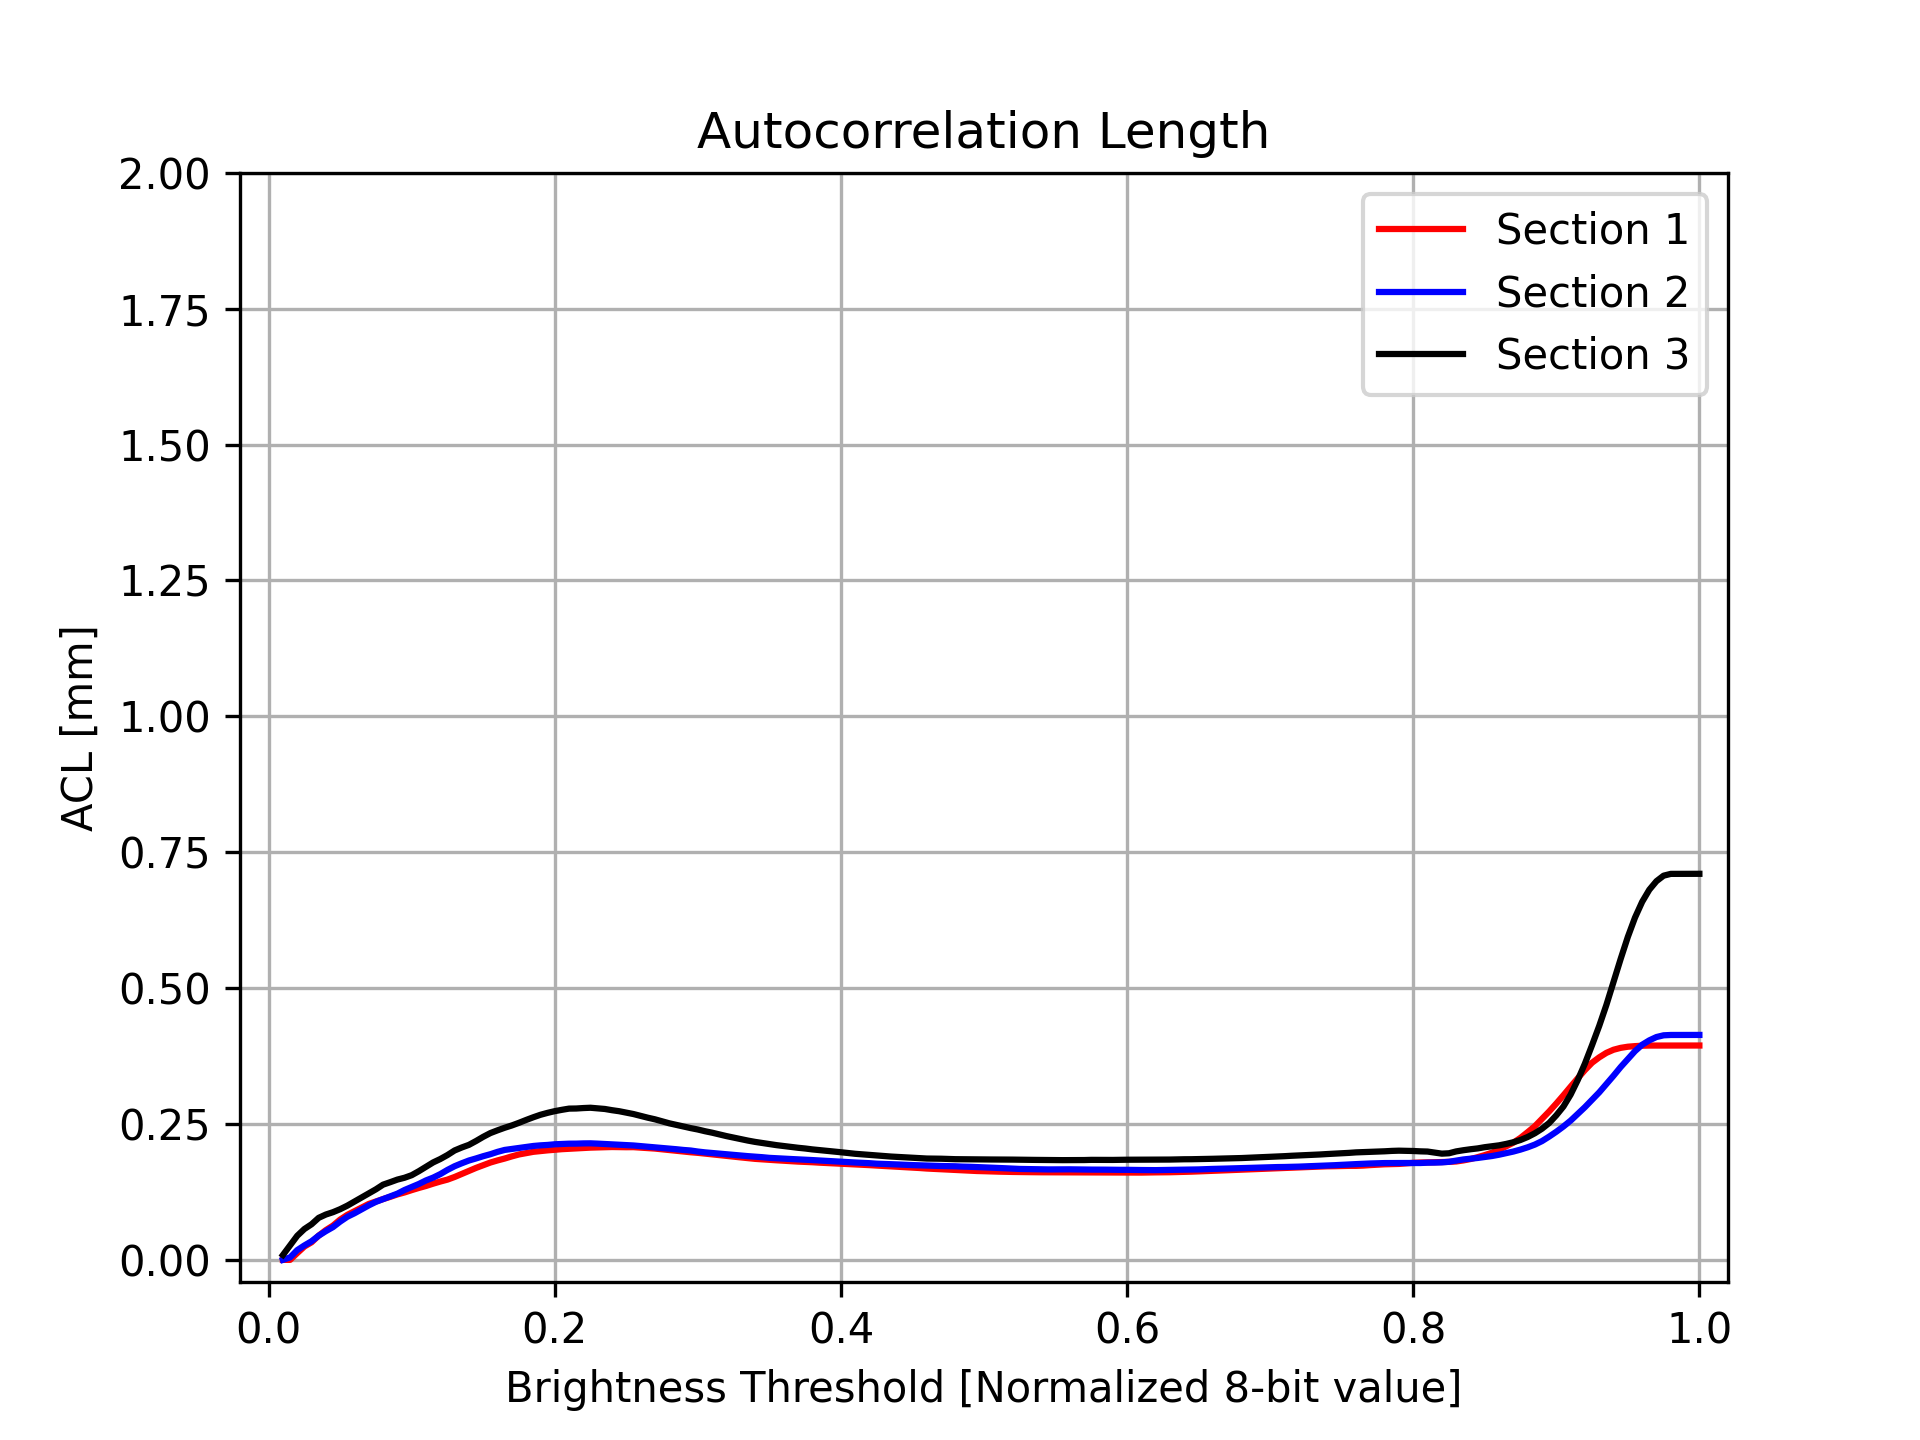 Autocorrelation Length
2.00
1.75
1.50
1.25
1.00
0.75
0.50
0.25
0.00
ACL [mm]
Section 1
Section 2
Section 3
0.0 0.2 0.4 0.6 0.8 1.0
Brightness Threshold [Normalized 8-bit value]